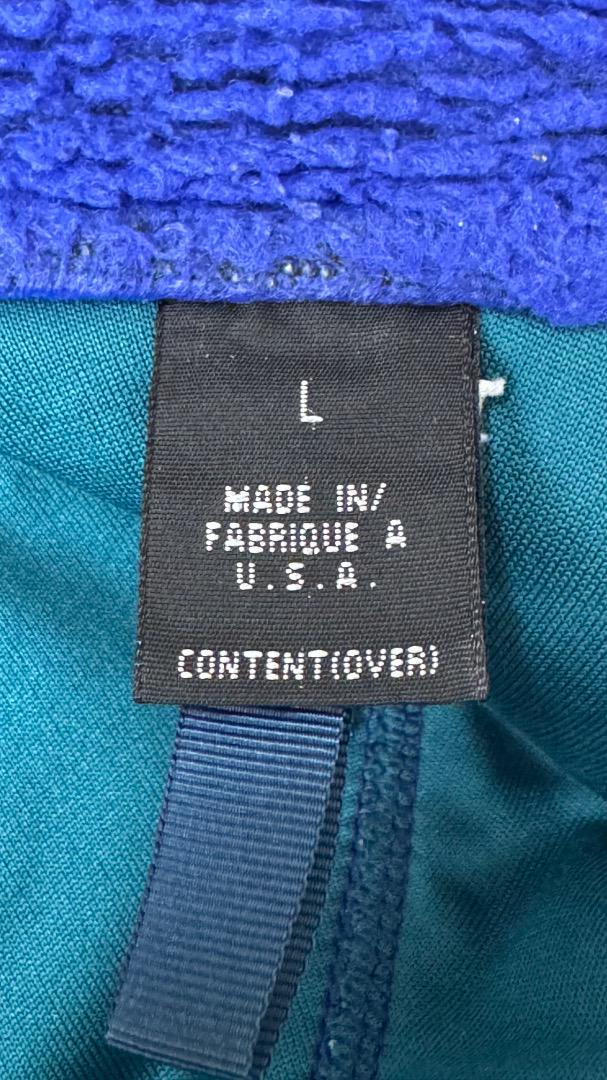 L
MADE IN/
FABRIQUE A
U.S.A.
CONTENT(OVER)